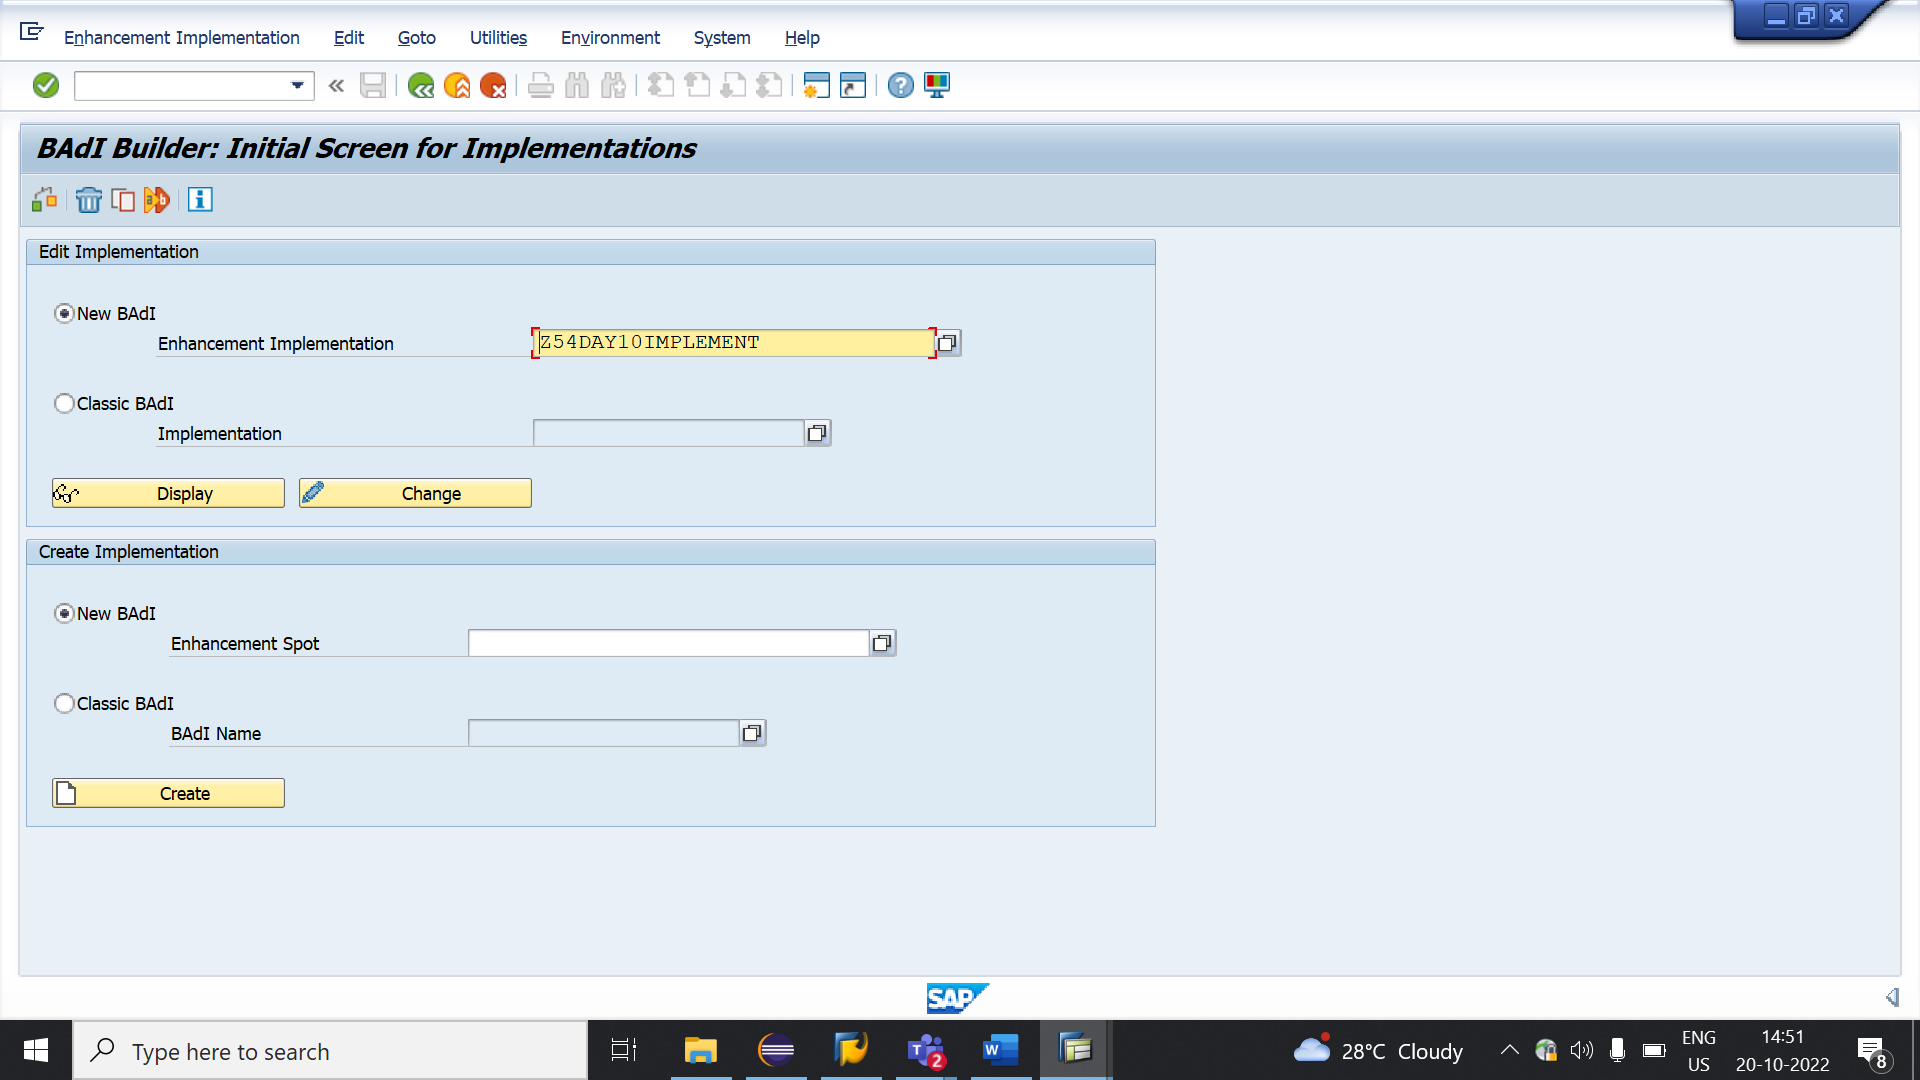 Enhancement Implementation Edit Goto Utilities Environment System Help
BAdI Builder: Initial Screen for Implementations
Edit Implementation
New BAdI
Enhancement Implementation Z54DAY10IMPLEMENT
Classic BAdI
Implementation
Display Change
Create Implementation
New BAdI
Enhancement Spot
Classic BAdI
BAdI Name
Create
SAP
Type here to search
28°C Cloudy
ENG
US
14:51
20-10-2022
2
8